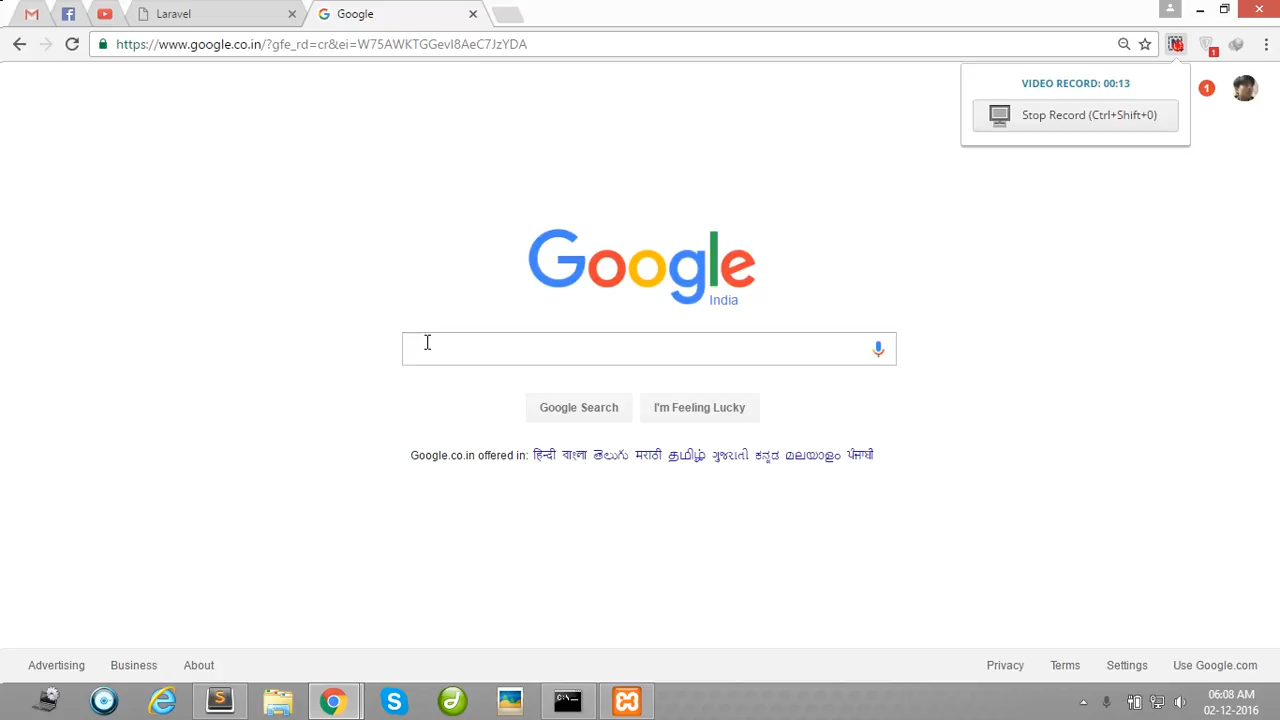 Laravel
Google
https://www.google.co.in/?gfe_rd=cr&ei=W75AWKTGGevI8AeC7JzYDA
1
VIDEO RECORD: 00:13
Stop Record (Ctrl+Shift+0)
1
Google
India
Google Search
I'm Feeling Lucky
Google.co.in offered in: हिन्दी বাংলা తెలుగు मराठी தமிழ் ગુજરાતી ಕನ್ನಡ മലയാളം ਪੰਜਾਬੀ
Advertising
Business
About
Privacy
Terms
Settings
Use Google.com
06:08 AM
02-12-2016